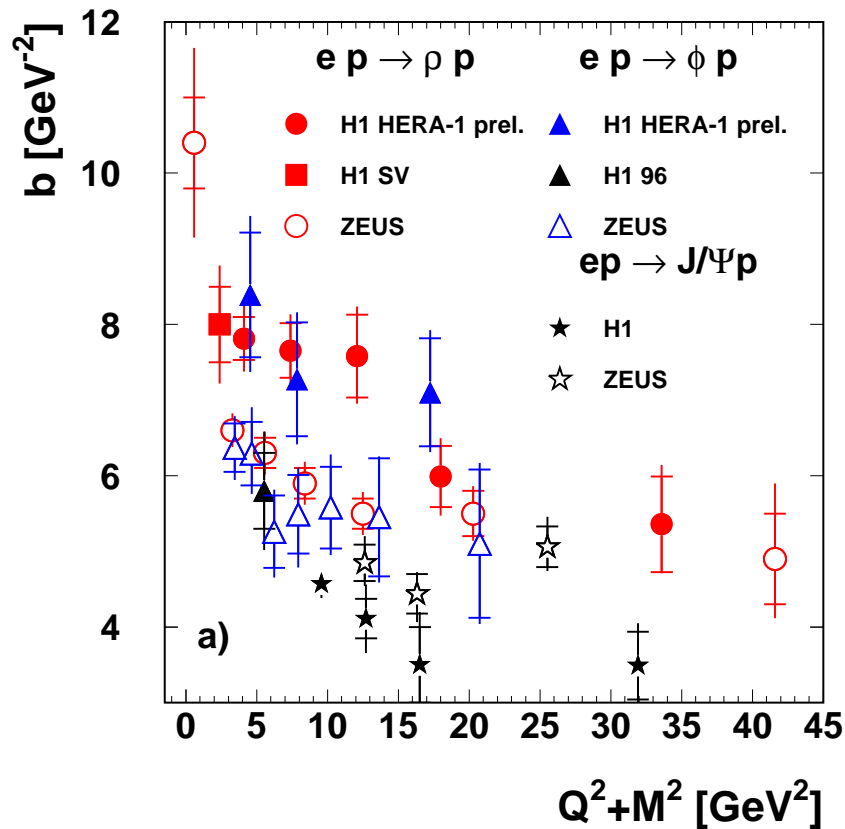 b [GeV⁻²]
12
10
8
6
4
e p → ρ p
H1 HERA-1 prel.
H1 SV
ZEUS
e p → ϕ p
H1 HERA-1 prel.
H1 96
ZEUS
ep → J/Ψp
H1
ZEUS
a)
0 5 10 15 20 25 30 35 40 45
Q²+M² [GeV²]